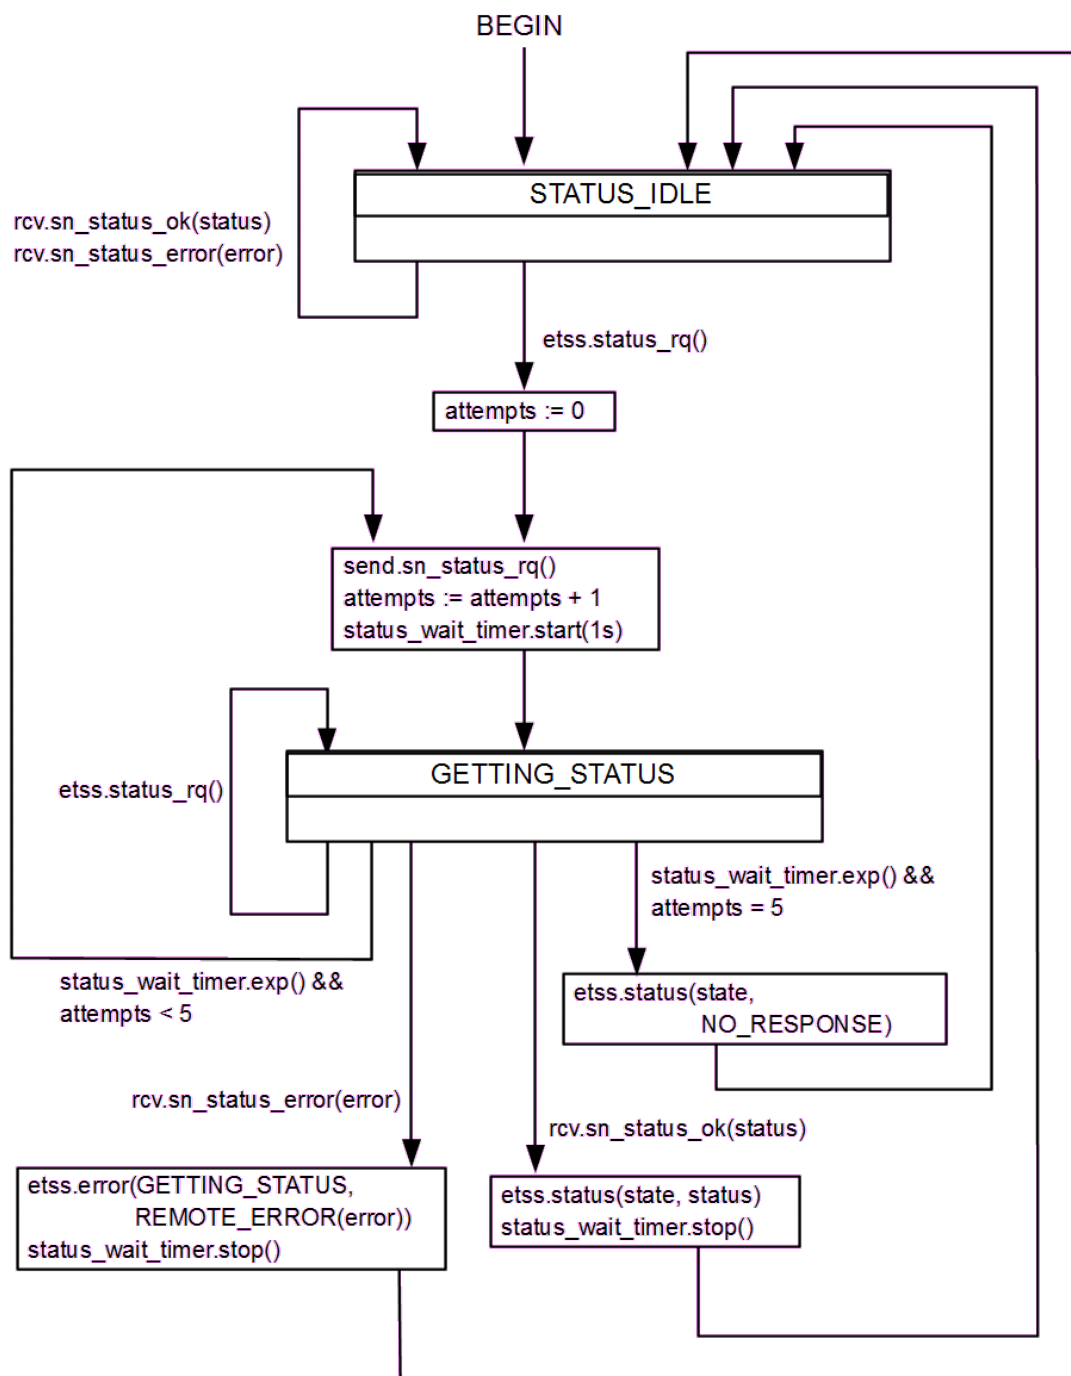 BEGIN
STATUS_IDLE
rcv.sn_status_ok(status)
rcv.sn_status_error(error)
etss.status_rq()
attempts := 0
send.sn_status_rq()
attempts := attempts + 1
status_wait_timer.start(1s)
GETTING_STATUS
etss.status_rq()
status_wait_timer.exp() &&
attempts = 5
status_wait_timer.exp() &&
attempts < 5
etss.status(state,
NO_RESPONSE)
rcv.sn_status_error(error)
rcv.sn_status_ok(status)
etss.error(GETTING_STATUS,
REMOTE_ERROR(error))
status_wait_timer.stop()
etss.status(state, status)
status_wait_timer.stop()